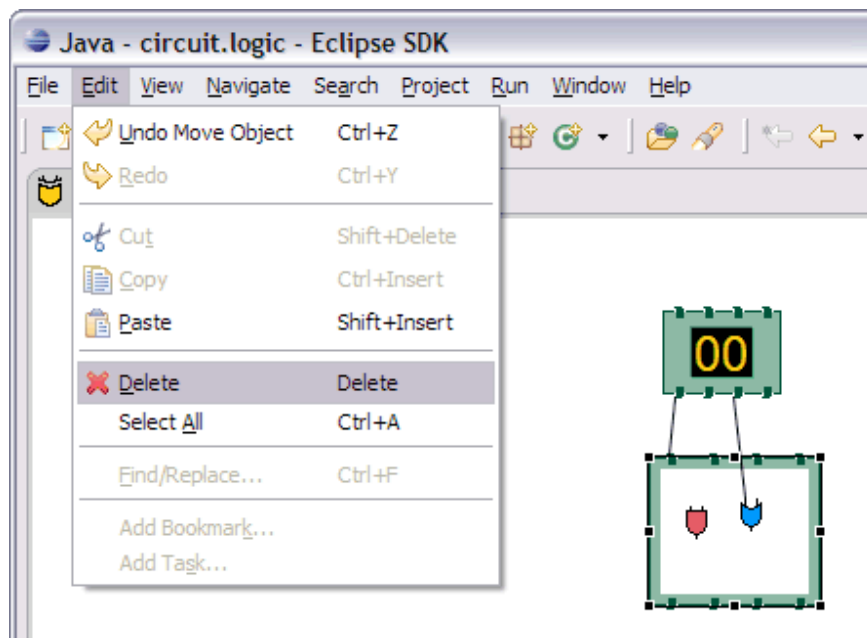 Java - circuit.logic - Eclipse SDK
File Edit View Navigate Search Project Run Window Help
Undo Move Object Ctrl+Z
Redo Ctrl+Y
Cut Shift+Delete
Copy Ctrl+Insert
Paste Shift+Insert
Delete Delete
Select All Ctrl+A
Find/Replace... Ctrl+F
Add Bookmark...
Add Task...
00